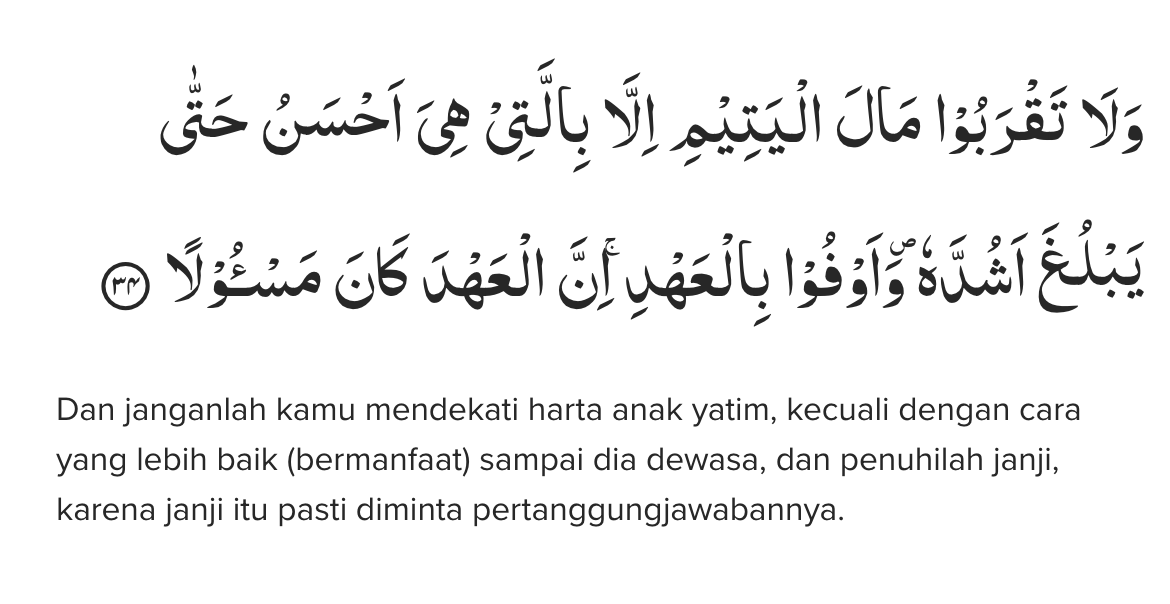 وَلَا تَقْرَبُوْا مَالَ الْيَتِيْمِ اِلَّا بِالَّتِيْ هِيَ اَحْسَنُ حَتّٰى
يَبْلُغَ اَشُدَّهٗۖ وَاَوْفُوْا بِالْعَهْدِۚ اِنَّ الْعَهْدَ كَانَ مَسْـُٔوْلًا ٣٤
Dan janganlah kamu mendekati harta anak yatim, kecuali dengan cara
yang lebih baik (bermanfaat) sampai dia dewasa, dan penuhilah janji,
karena janji itu pasti diminta pertanggungjawabannya.